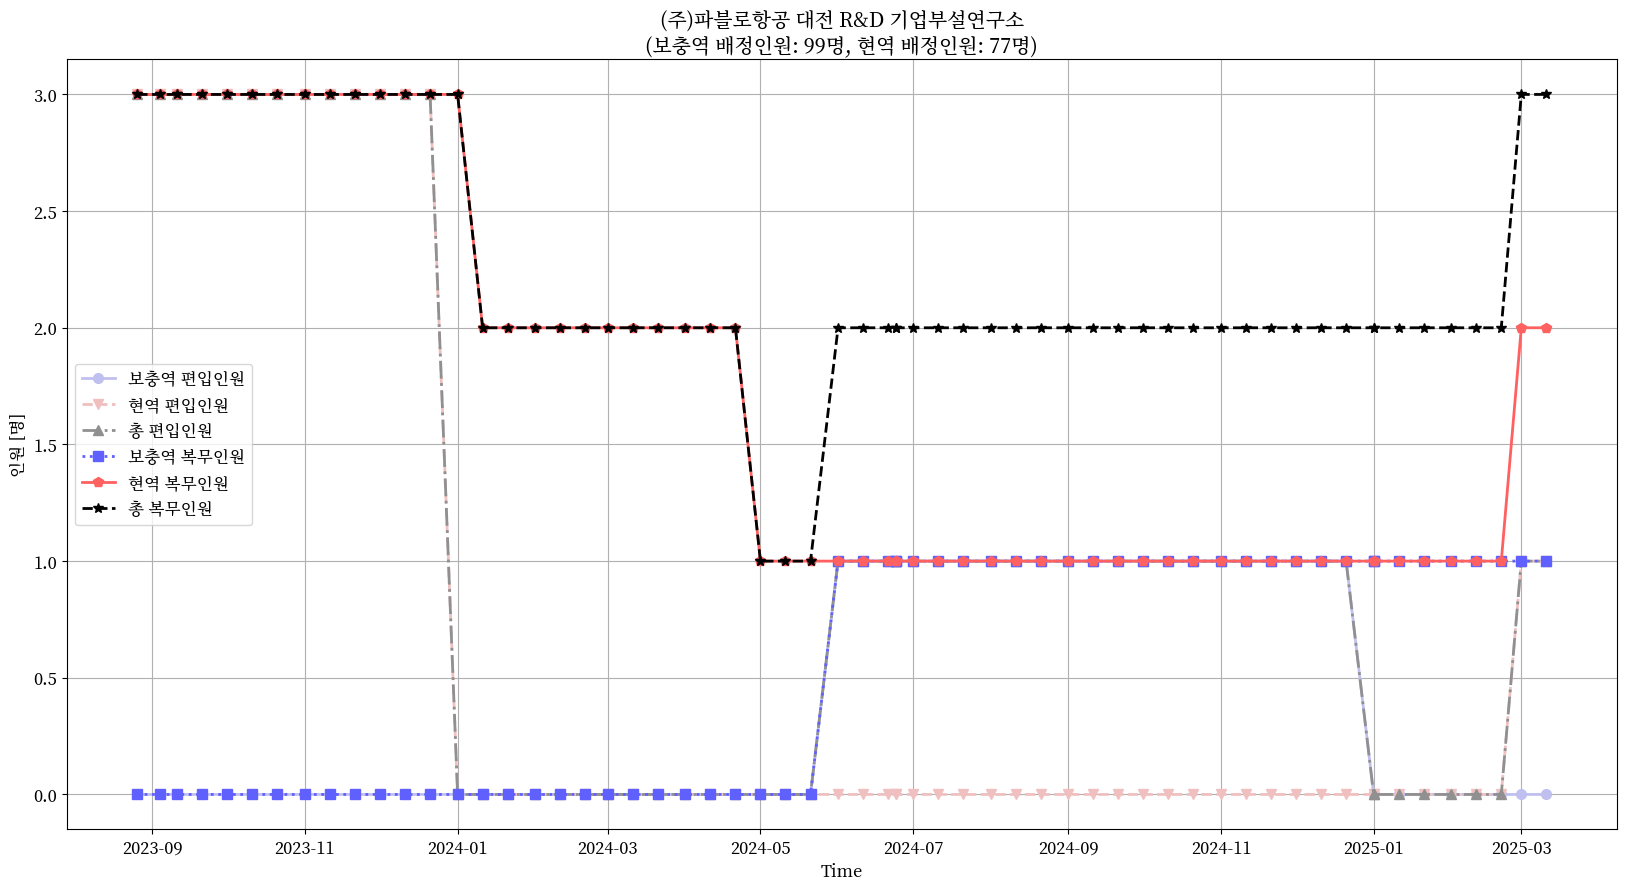 (주)파블로항공 대전 R&D 기업부설연구소
(보충역 배정인원: 99명, 현역 배정인원: 77명)
3.0
2.5
2.0
1.5
1.0
0.5
0.0
인원 [명]
보충역 편입인원
현역 편입인원
총 편입인원
보충역 복무인원
현역 복무인원
총 복무인원
2023-09 2023-11 2024-01 2024-03 2024-05 2024-07 2024-09 2024-11 2025-01 2025-03
Time